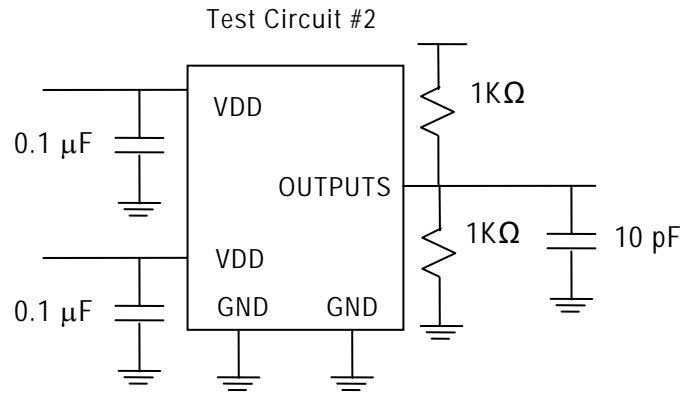 Test Circuit #2
1KΩ
VDD
0.1 μF
OUTPUTS
1KΩ
10 pF
VDD
0.1 μF
GND
GND